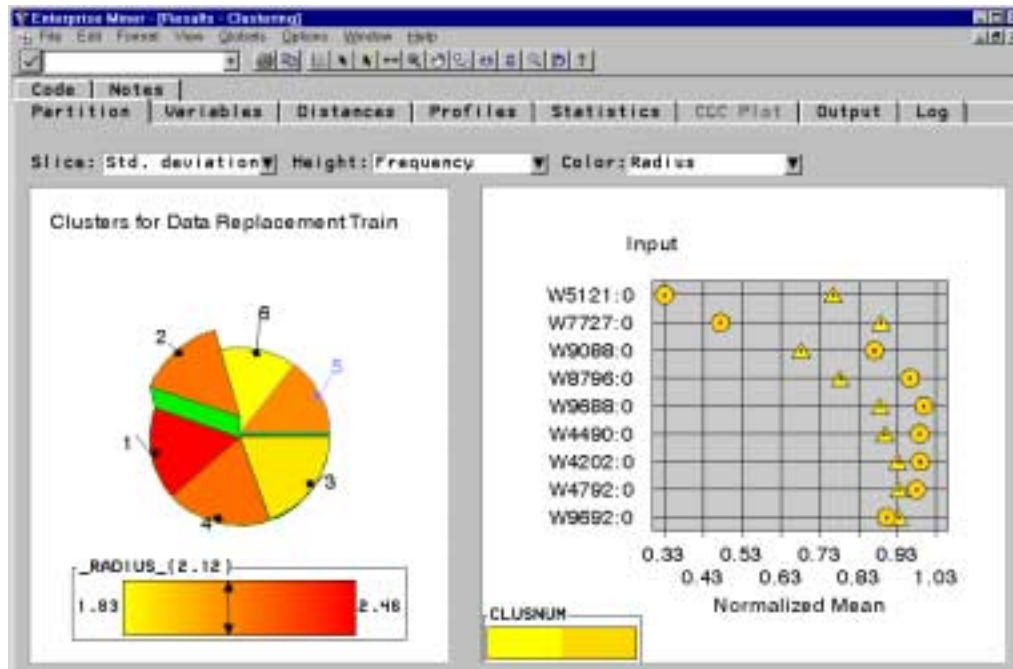 Enterprise Miner - [Results - Clustering]
File Edit Format View Globals Options Window Help
Code Notes
Partition Variables Distances Profiles Statistics CCC Plot Output Log
Slice: Std. deviation Height: Frequency Color: Radius
Clusters for Data Replacement Train
6
2
5
1
3
4
_RADIUS_(2.12)
1.83 2.46
Input
W5121:0
W7727:0
W9088:0
W8796:0
W9688:0
W4490:0
W4202:0
W4792:0
W9692:0
0.33 0.53 0.73 0.93
0.43 0.63 0.83 1.03
Normalized Mean
CLUSNUM